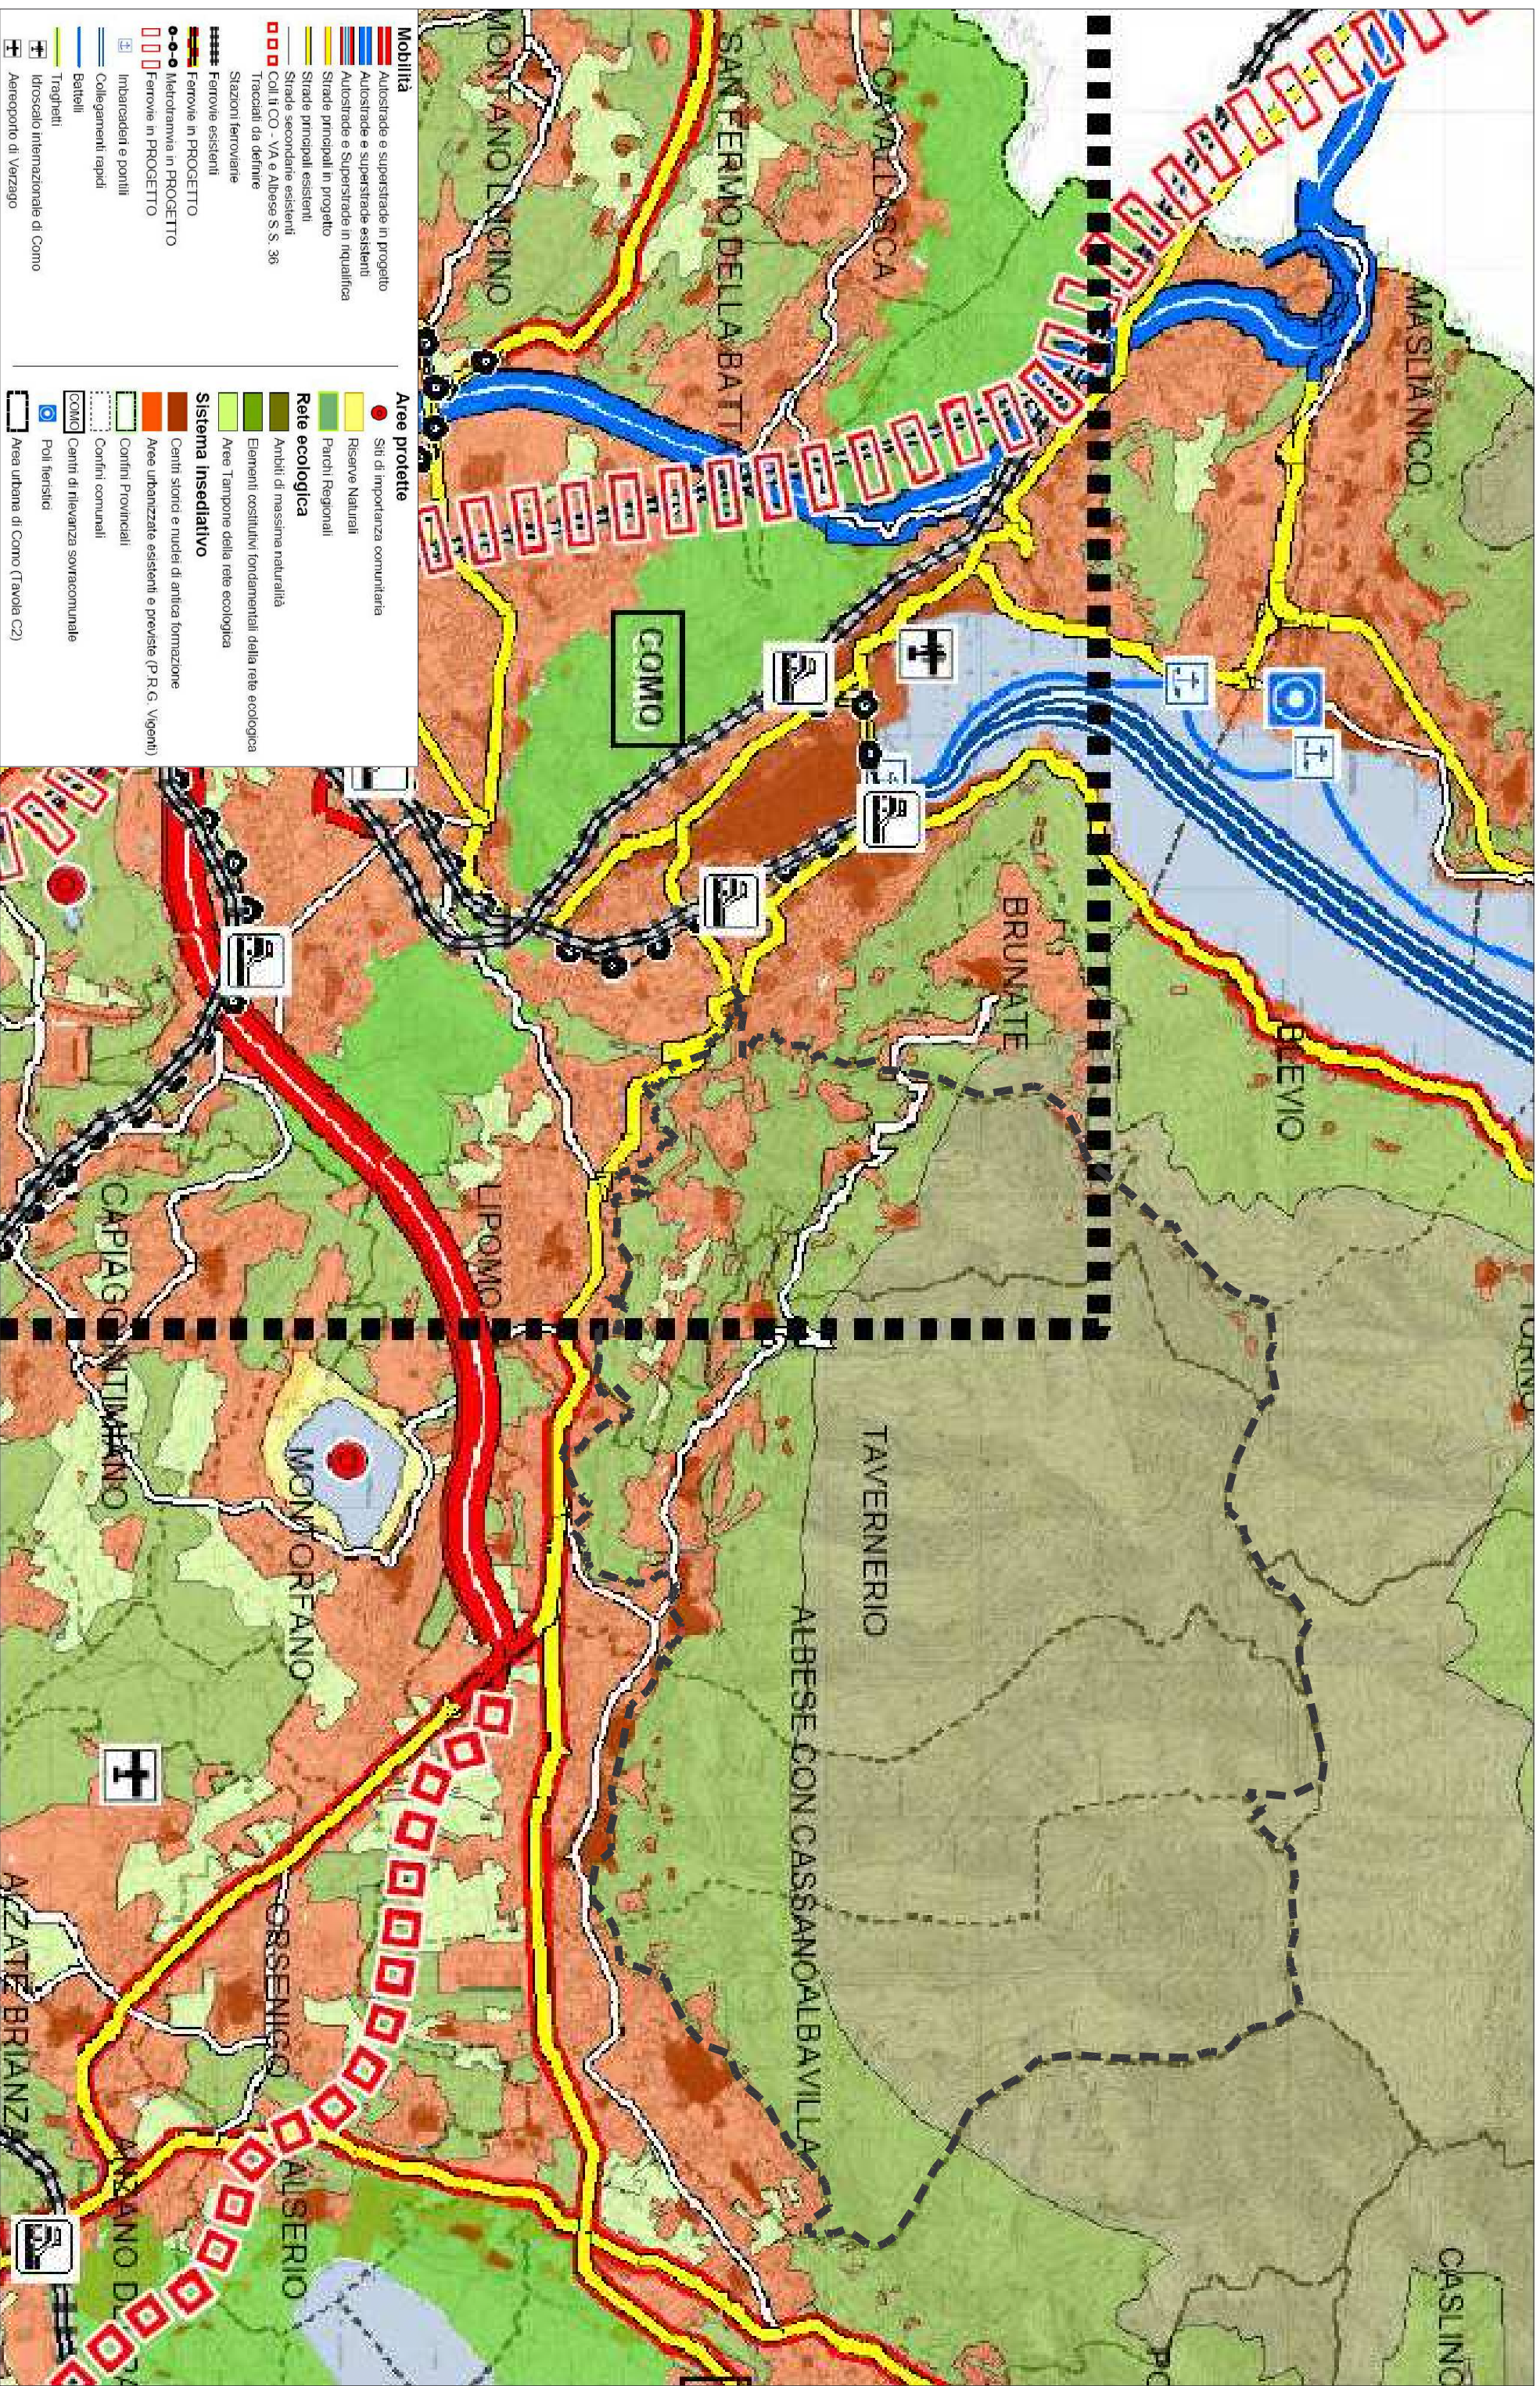 Mobilità
Autostrade e superstrade in progetto
Autostrade e superstrade esistenti
Autostrade e Superstrade in riqualifica
Strade principali in progetto
Strade principali esistenti
Strade secondarie esistenti
Coll.ti CO - VA e Albese S.S. 36
Tracciati da definire
Stazioni ferroviarie
Ferrovie esistenti
Ferrovie in PROGETTO
Metrotramvia in PROGETTO
Ferrovie in PROGETTO
Imbarcaderi e pontili
Collegamenti rapidi
Battelli
Traghetti
Idroscalo internazionale di Como
Aereoporto di Verzago
Aree protette
Siti di importanza comunitaria
Riserve Naturali
Parchi Regionali
Rete ecologica
Ambiti di massima naturalità
Elementi costitutivi fondamentali della rete ecologica
Aree Tampone della rete ecologica
Sistema insediativo
Centri storici e nuclei di antica formazione
Aree urbanizzate esistenti e previste (P.R.G. Vigenti)
Confini Provinciali
Confini comunali
COMO
Centri di rilevanza sovracomunale
Poli fieristici
Area urbana di Como (Tavola C2)
MASLIANICO
CAVALLASCA
SAN FERMO DELLA BATT
MONTANO LUCINO
COMO
BRUNATE
BLEVIO
LIPOMO
CAPIAGO INTIMIANO
MONTORFANO
TAVERNERIO
ALBESE CON CASSANO
ALBAVILLA
ORSENIGO
ALZATE BRIANZA
ANZANO D
ALSERIO
CASLINO